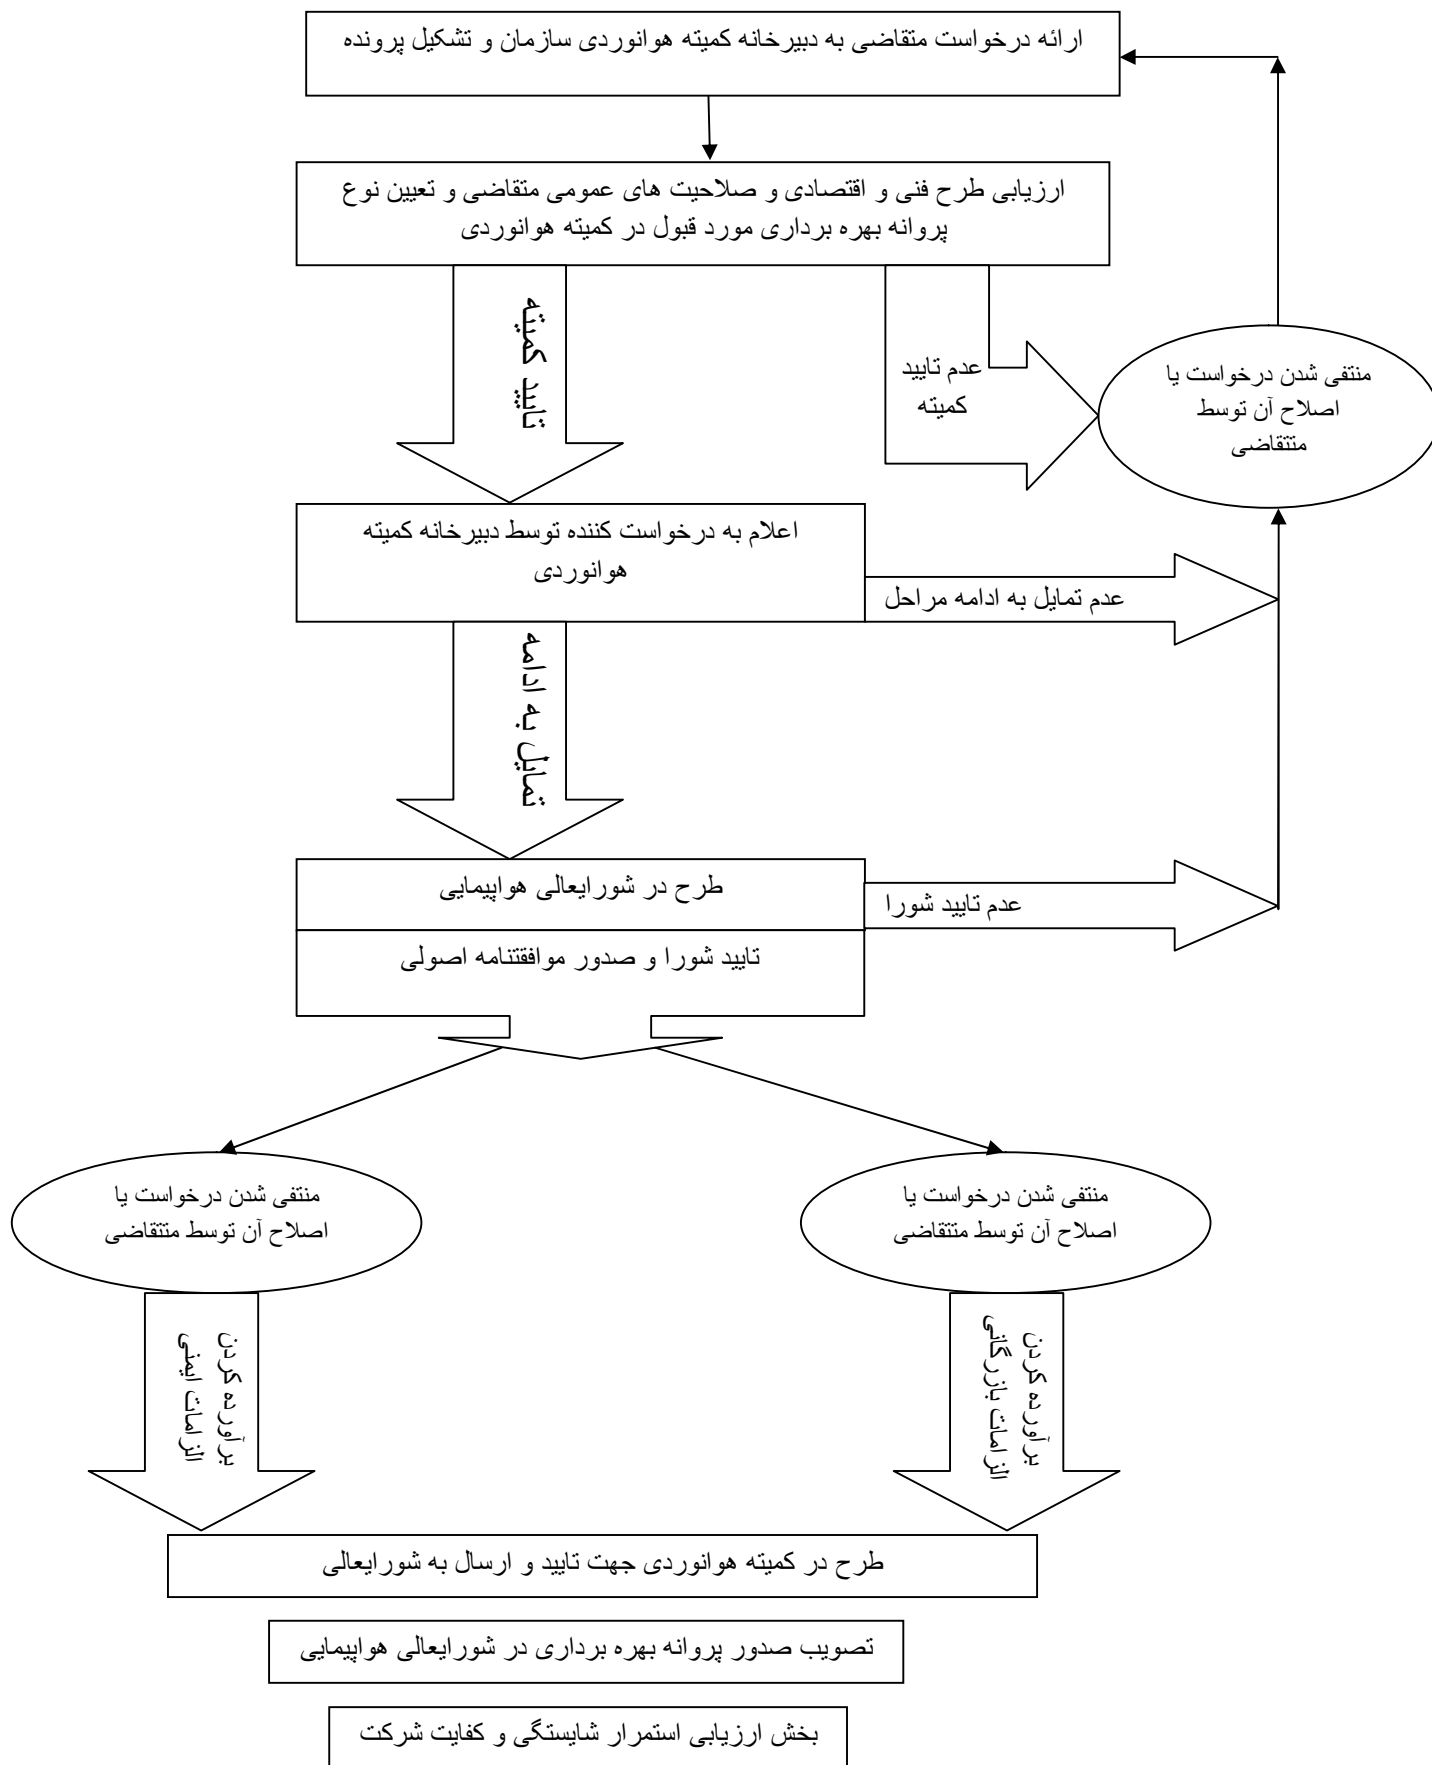 ارائه درخواست متقاضی به دبیرخانه کمیته هوانوردی سازمان و تشکیل پرونده
ارزیابی طرح فنی و اقتصادی و صلاحیت های عمومی متقاضی و تعیین نوع
پروانه بهره برداری مورد قبول در کمیته هوانوردی
تایید کمیته
عدم تایید
کمیته
منتفی شدن درخواست یا
اصلاح آن توسط
متتقاضی
اعلام به درخواست کننده توسط دبیرخانه کمیته
هوانوردی
عدم تمایل به ادامه مراحل
تمایل به ادامه
طرح در شورایعالی هواپیمایی
عدم تایید شورا
تایید شورا و صدور موافقتنامه اصولی
منتفی شدن درخواست یا
اصلاح آن توسط متتقاضی
منتفی شدن درخواست یا
اصلاح آن توسط متتقاضی
برآورده کردن
الزامات بازرگانی
برآورده کردن
الزامات ایمنی
طرح در کمیته هوانوردی جهت تایید و ارسال به شورایعالی
تصویب صدور پروانه بهره برداری در شورایعالی هواپیمایی
بخش ارزیابی استمرار شایستگی و کفایت شرکت